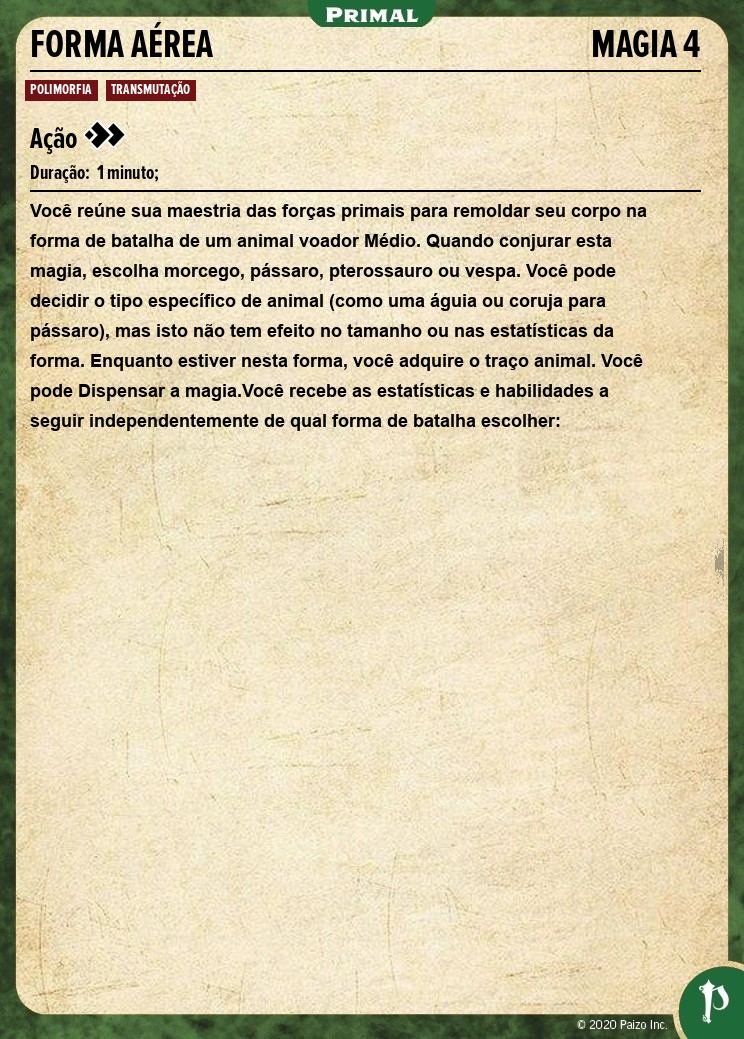 PRIMAL
FORMA AÉREA MAGIA 4
POLIMORFIA TRANSMUTAÇÃO
Ação
Duração: 1 minuto;
Você reúne sua maestria das forças primais para remoldar seu corpo na
forma de batalha de um animal voador Médio. Quando conjurar esta
magia, escolha morcego, pássaro, pterossauro ou vespa. Você pode
decidir o tipo específico de animal (como uma águia ou coruja para
pássaro), mas isto não tem efeito no tamanho ou nas estatísticas da
forma. Enquanto estiver nesta forma, você adquire o traço animal. Você
pode Dispensar a magia.Você recebe as estatísticas e habilidades a
seguir independentemente de qual forma de batalha escolher:
© 2020 Paizo Inc.
P